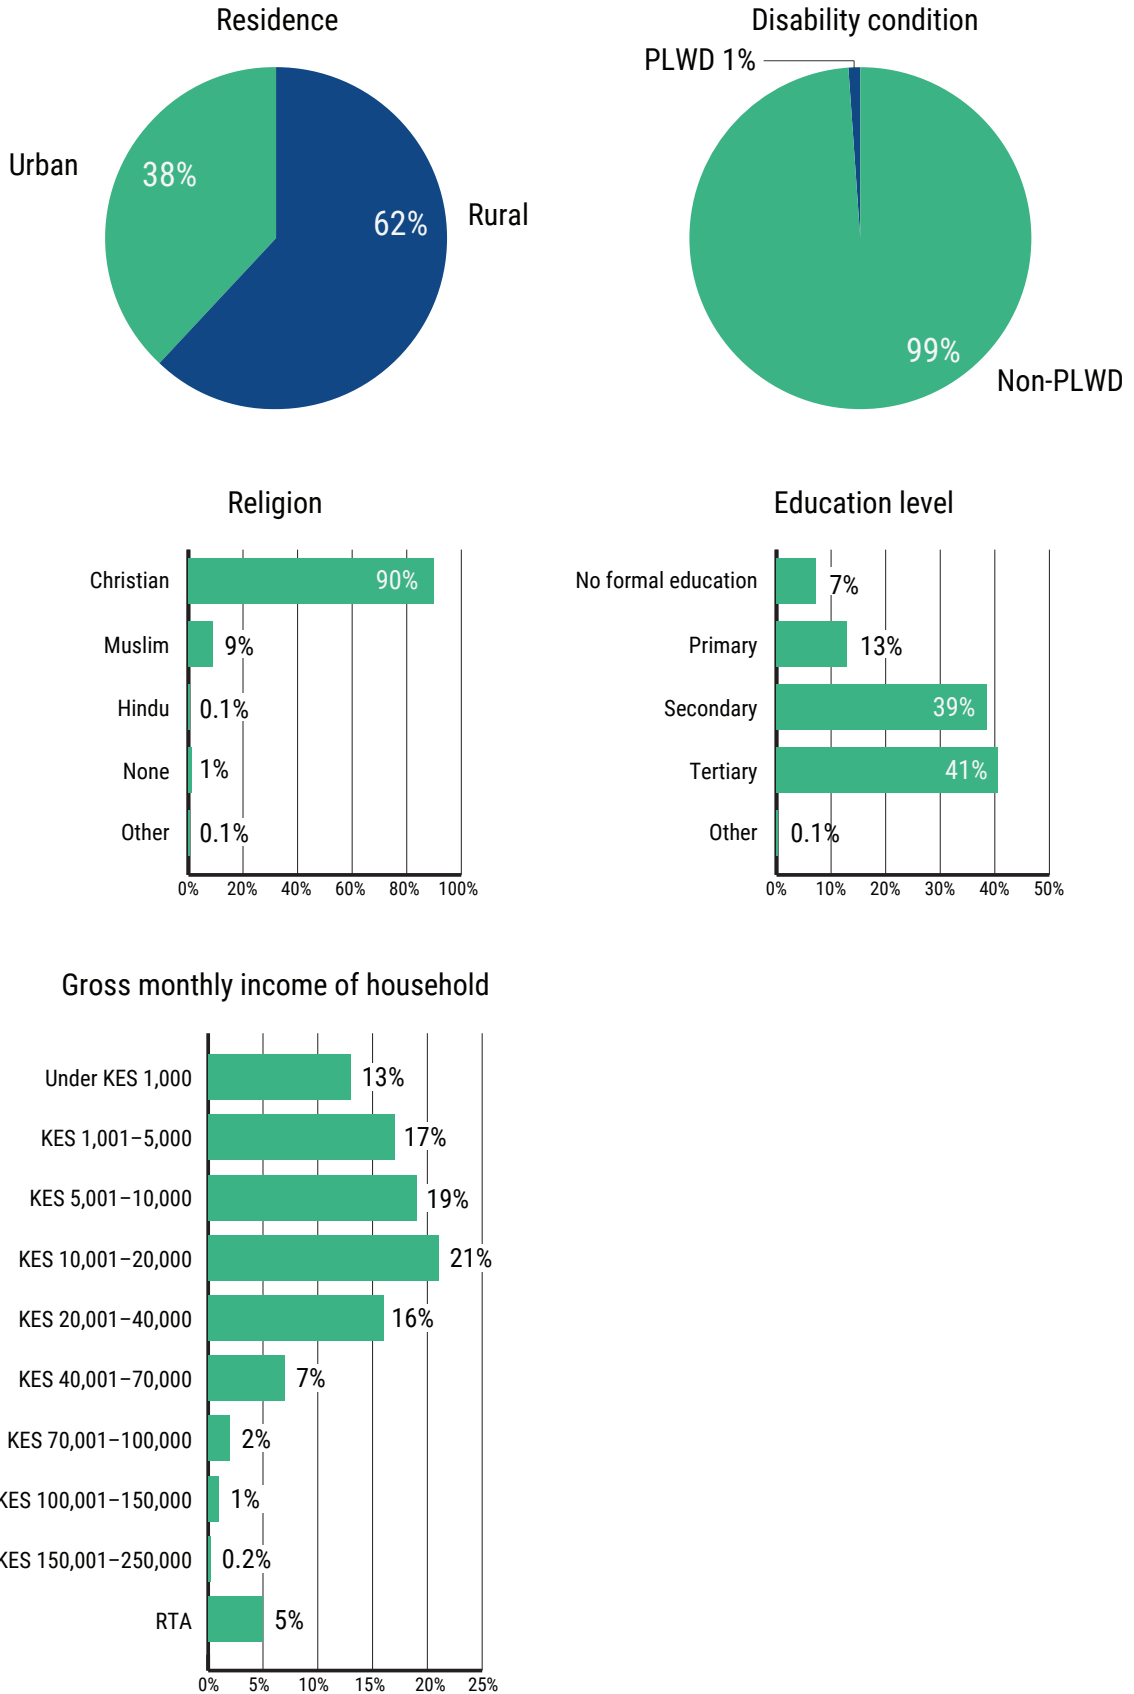 Residence
Urban
38%
62%
Rural
Disability condition
PLWD 1%
99%
Non-PLWD
Religion
Christian 90%
Muslim 9%
Hindu 0.1%
None 1%
Other 0.1%
0% 20% 40% 60% 80% 100%
Education level
No formal education 7%
Primary 13%
Secondary 39%
Tertiary 41%
Other 0.1%
0% 10% 20% 30% 40% 50%
Gross monthly income of household
Under KES 1,000 13%
KES 1,001–5,000 17%
KES 5,001–10,000 19%
KES 10,001–20,000 21%
KES 20,001–40,000 16%
KES 40,001–70,000 7%
KES 70,001–100,000 2%
KES 100,001–150,000 1%
KES 150,001–250,000 0.2%
RTA 5%
0% 5% 10% 15% 20% 25%